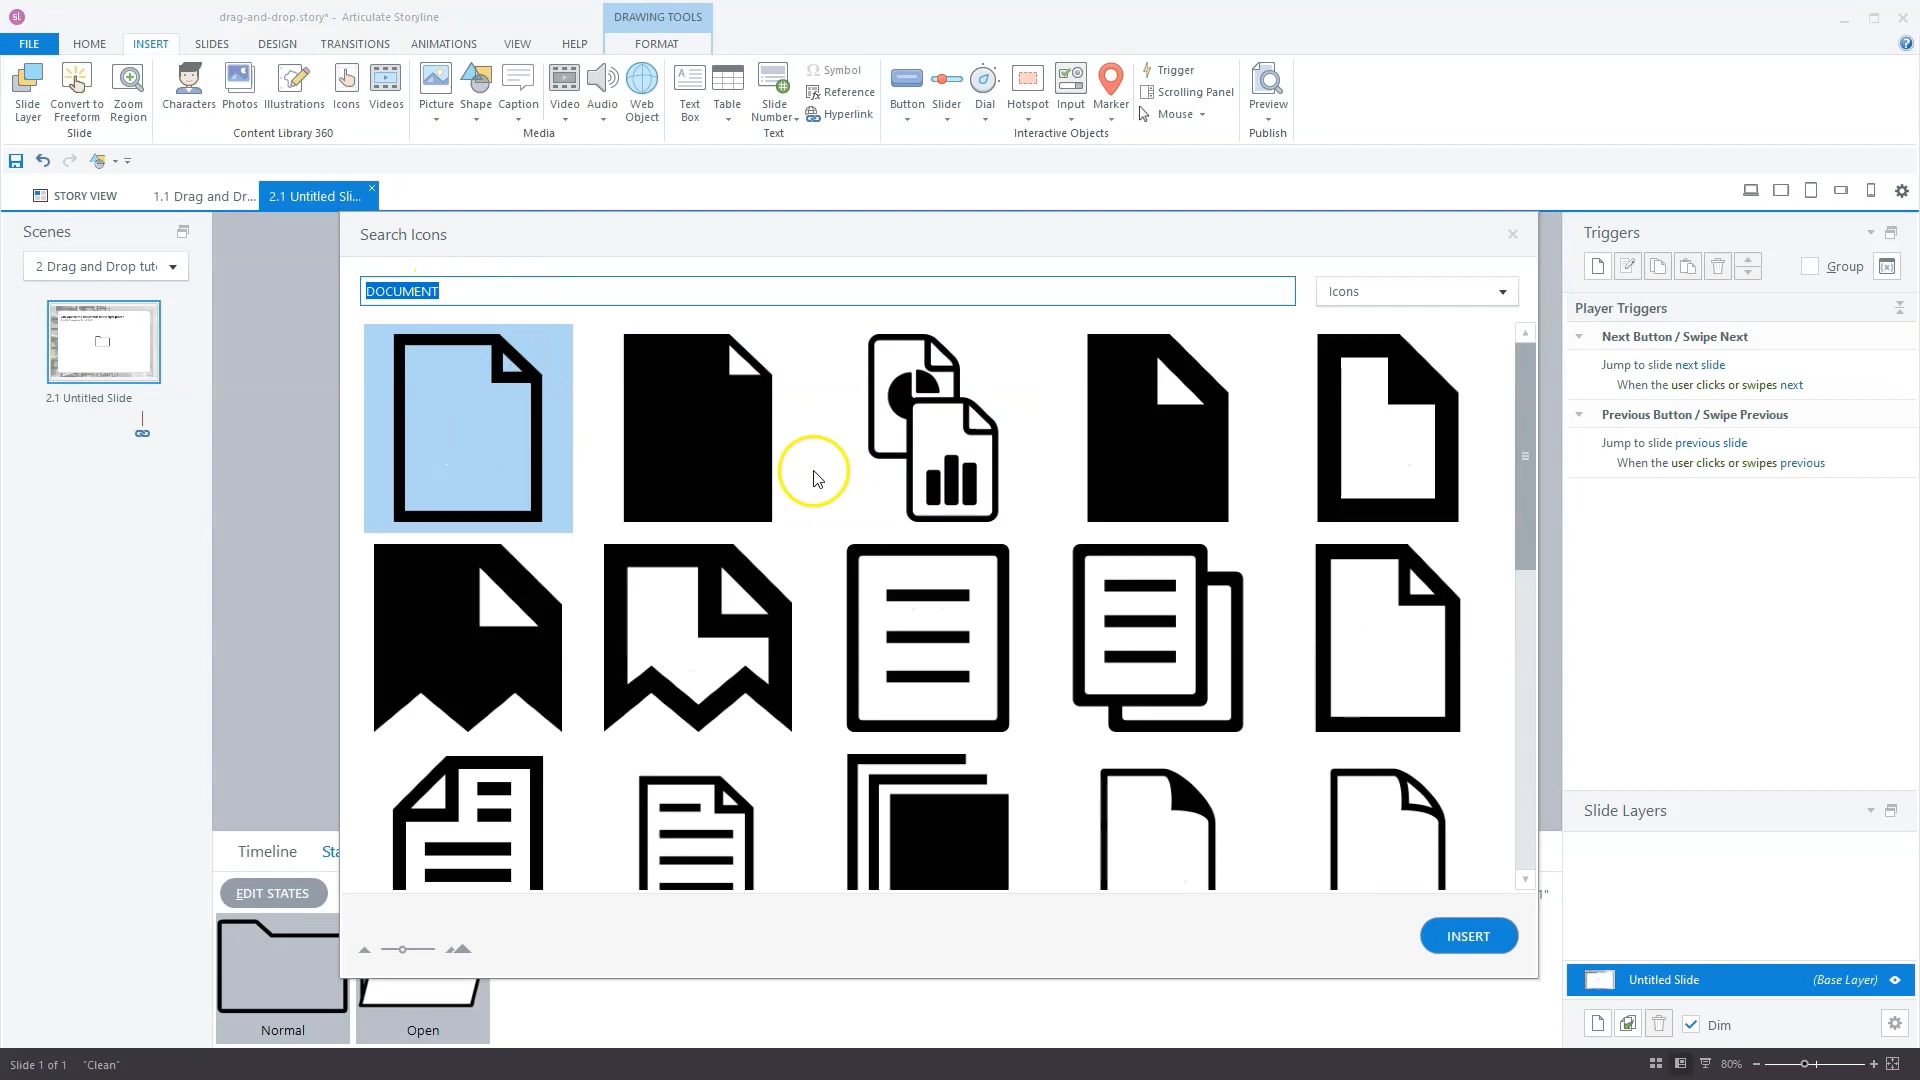 sl
drag-and-drop.story* - Articulate Storyline
DRAWING TOOLS
FILE
HOME
INSERT
SLIDES
DESIGN
TRANSITIONS
ANIMATIONS
VIEW
HELP
FORMAT
Slide Layer
Convert to Freeform
Zoom Region
Slide
Characters
Photos
Illustrations
Icons
Videos
Content Library 360
Picture
Shape
Caption
Video
Audio
Web Object
Media
Text Box
Table
Slide Number
Symbol
Reference
Hyperlink
Text
Button
Slider
Dial
Hotspot
Input
Marker
Trigger
Scrolling Panel
Mouse
Interactive Objects
Preview
Publish
STORY VIEW
1.1 Drag and Dr...
2.1 Untitled Sli...
Scenes
2 Drag and Drop tut
2.1 Untitled Slide
Search Icons
DOCUMENT
Icons
INSERT
Timeline
Sta
EDIT STATES
Normal
Open
Triggers
Group
Player Triggers
Next Button / Swipe Next
Jump to slide next slide
When the user clicks or swipes next
Previous Button / Swipe Previous
Jump to slide previous slide
When the user clicks or swipes previous
Slide Layers
Untitled Slide
(Base Layer)
Dim
Slide 1 of 1
"Clean"
80%